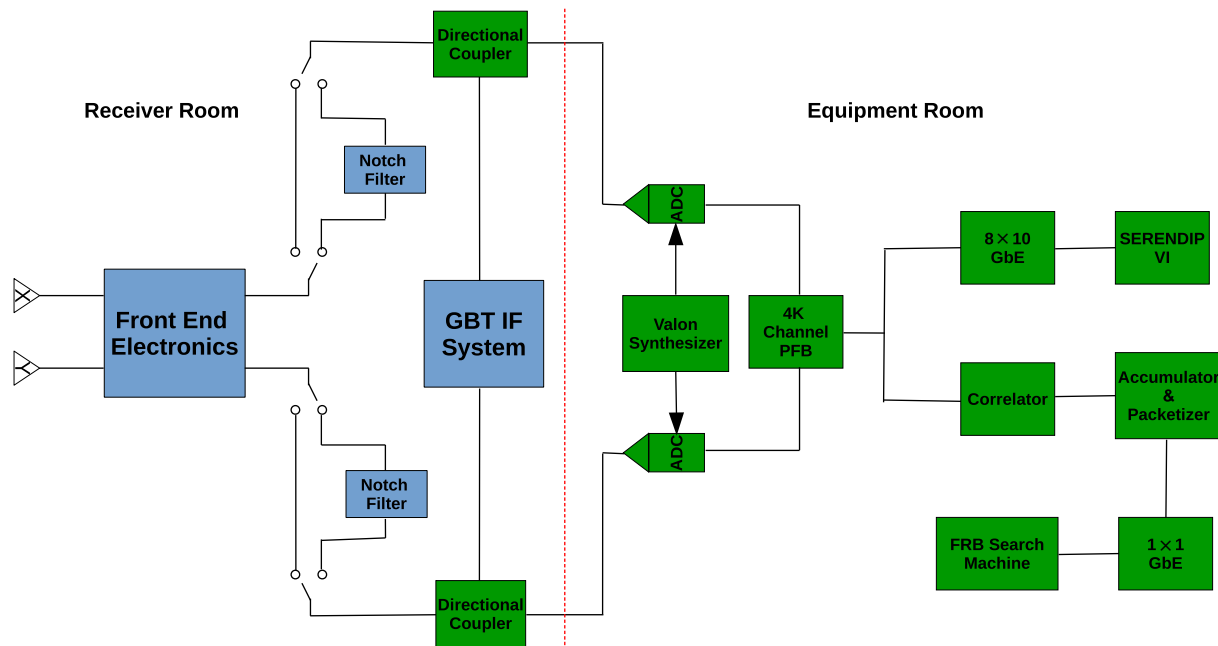 Directional
Coupler
Receiver Room
Equipment Room
Notch
Filter
ADC
8×10
GbE
SERENDIP
VI
X
Front End
Electronics
GBT IF
System
Valon
Synthesizer
4K
Channel
PFB
Y
Correlator
Accumulator
&
Packetizer
ADC
Notch
Filter
FRB Search
Machine
1×1
GbE
Directional
Coupler